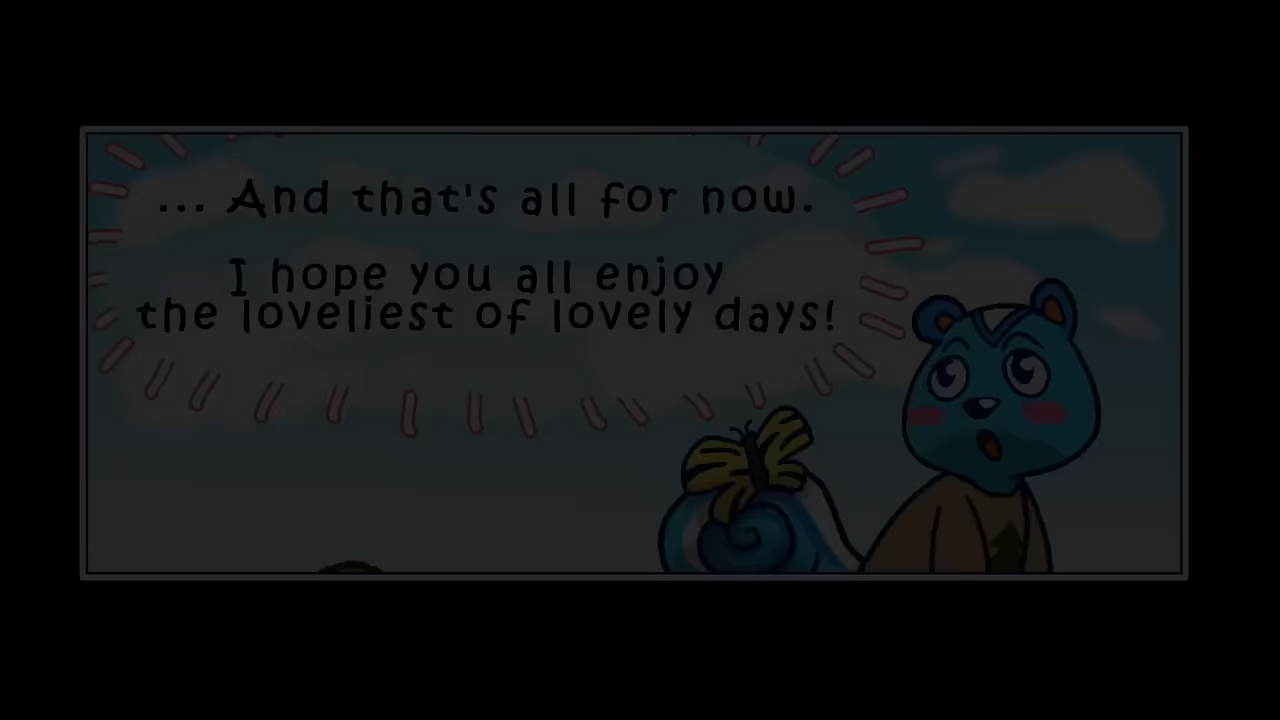 ... And that's all for now.
I hope you all enjoy
the loveliest of lovely days!